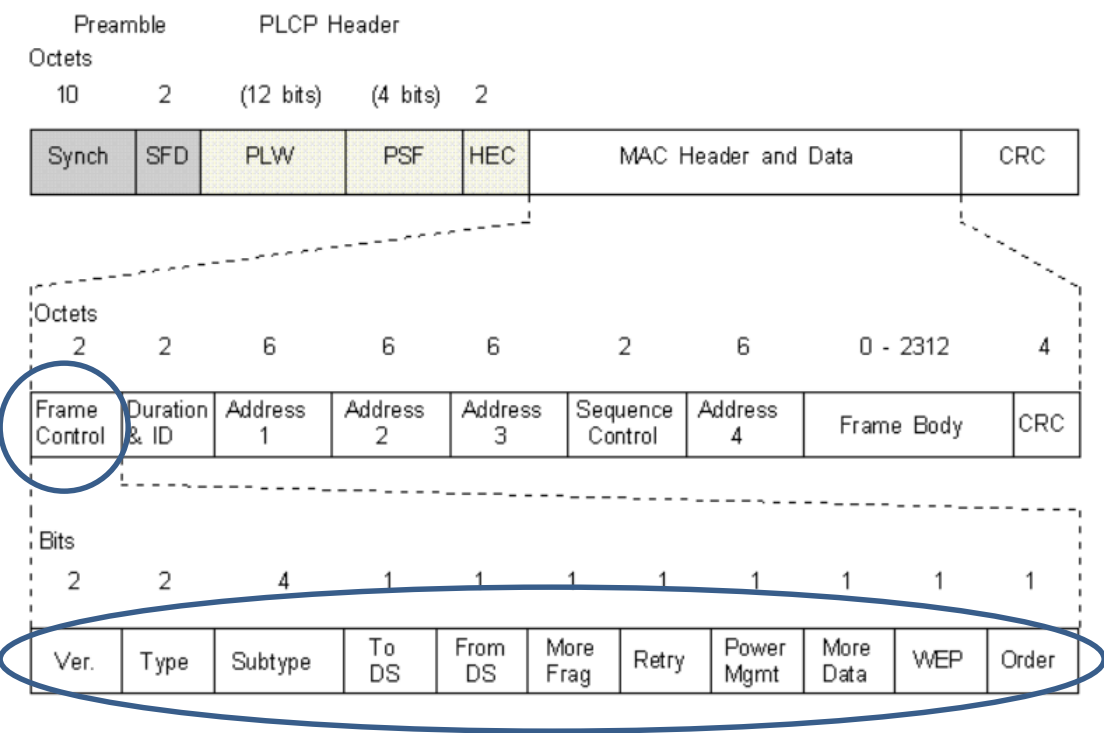 Preamble PLCP Header
Octets
10 2 (12 bits) (4 bits) 2
Synch SFD PLW PSF HEC MAC Header and Data CRC
Octets
2 2 6 6 6 2 6 0 - 2312 4
Frame Duration Address Address Address Sequence Address Frame Body CRC
Control & ID 1 2 3 Control 4
Bits
2 2 4 1 1 1 1 1 1 1 1
Ver. Type Subtype To From More Retry Power More WEP Order
DS DS Frag Mgmt Data